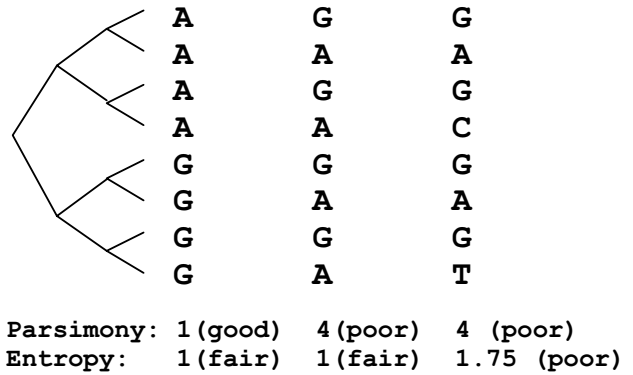 A G G
A A A
A G G
A A C
G G G
G A A
G G G
G A T
Parsimony: 1(good) 4(poor) 4 (poor)
Entropy: 1(fair) 1(fair) 1.75 (poor)